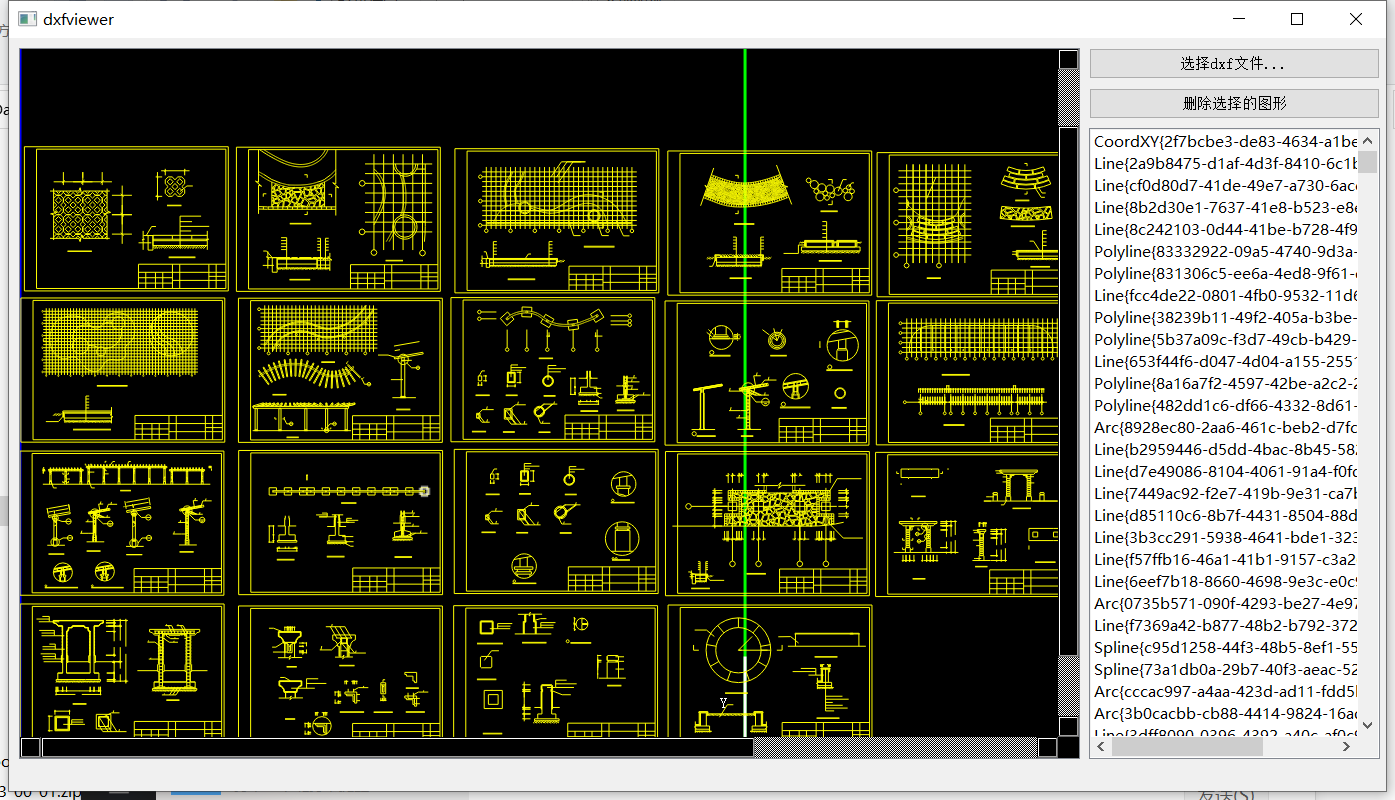 dxfviewer
选择dxf文件...
删除选择的图形
CoordXY{2f7bcbe3-de83-4634-a1be
Line{2a9b8475-d1af-4d3f-8410-6c1b
Line{cf0d80d7-41de-49e7-a730-6ac
Line{8b2d30e1-7637-41e8-b523-e8
Line{8c242103-0d44-41be-b728-4f9
Polyline{83332922-09a5-4740-9d3a-
Polyline{831306c5-ee6a-4ed8-9f61-
Line{fcc4de22-0801-4fb0-9532-11d6
Polyline{38239b11-49f2-405a-b3be-
Polyline{5b37a09c-f3d7-49cb-b429-
Line{653f44f6-d047-4d04-a155-2551
Polyline{8a16a7f2-4597-42be-a2c2-2
Polyline{482dd1c6-df66-4332-8d61-
Arc{8928ec80-2aa6-461c-beb2-d7fc
Line{b2959446-d5dd-4bac-8b45-582
Line{d7e49086-8104-4061-91a4-f0fd
Line{7449ac92-f2e7-419b-9e31-ca7b
Line{d85110c6-8b7f-4431-8504-88d
Line{3b3cc291-5938-4641-bde1-323
Line{f57ffb16-46a1-41b1-9157-c3a2
Line{6eef7b18-8660-4698-9e3c-e0c9
Arc{0735b571-090f-4293-be27-4e97
Line{f7369a42-b877-48b2-b792-372
Spline{c95d1258-44f3-48b5-8ef1-55
Spline{73a1db0a-29b7-40f3-aeac-52
Arc{cccac997-a4aa-423d-ad11-fdd5
Arc{3b0cacbb-cb88-4414-9824-16a
Y